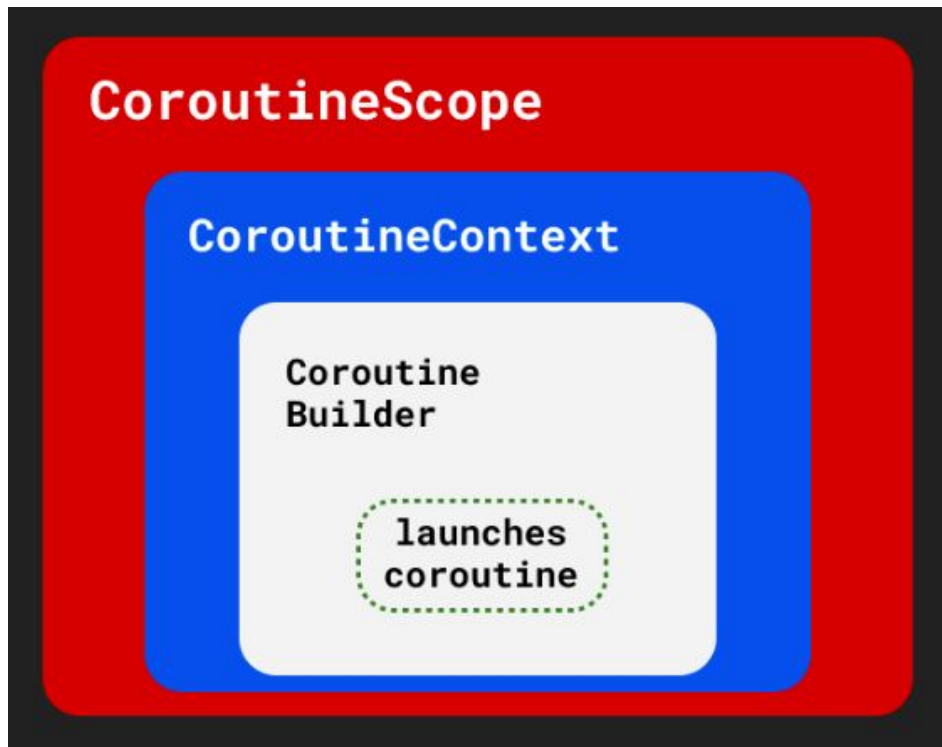 CoroutineScope
CoroutineContext
Coroutine
Builder
launches
coroutine